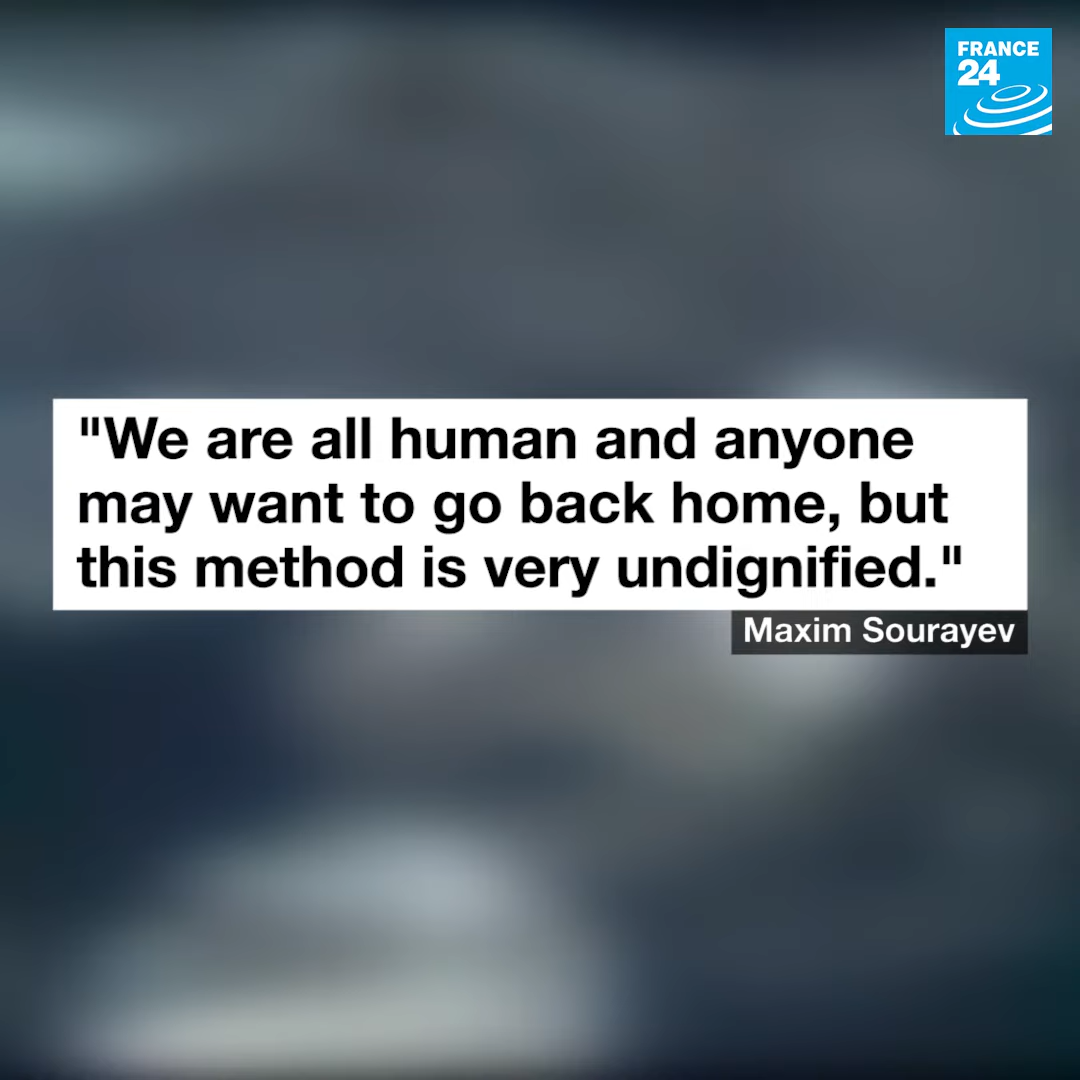 FRANCE
24
"We are all human and anyone
may want to go back home, but
this method is very undignified."
Maxim Sourayev